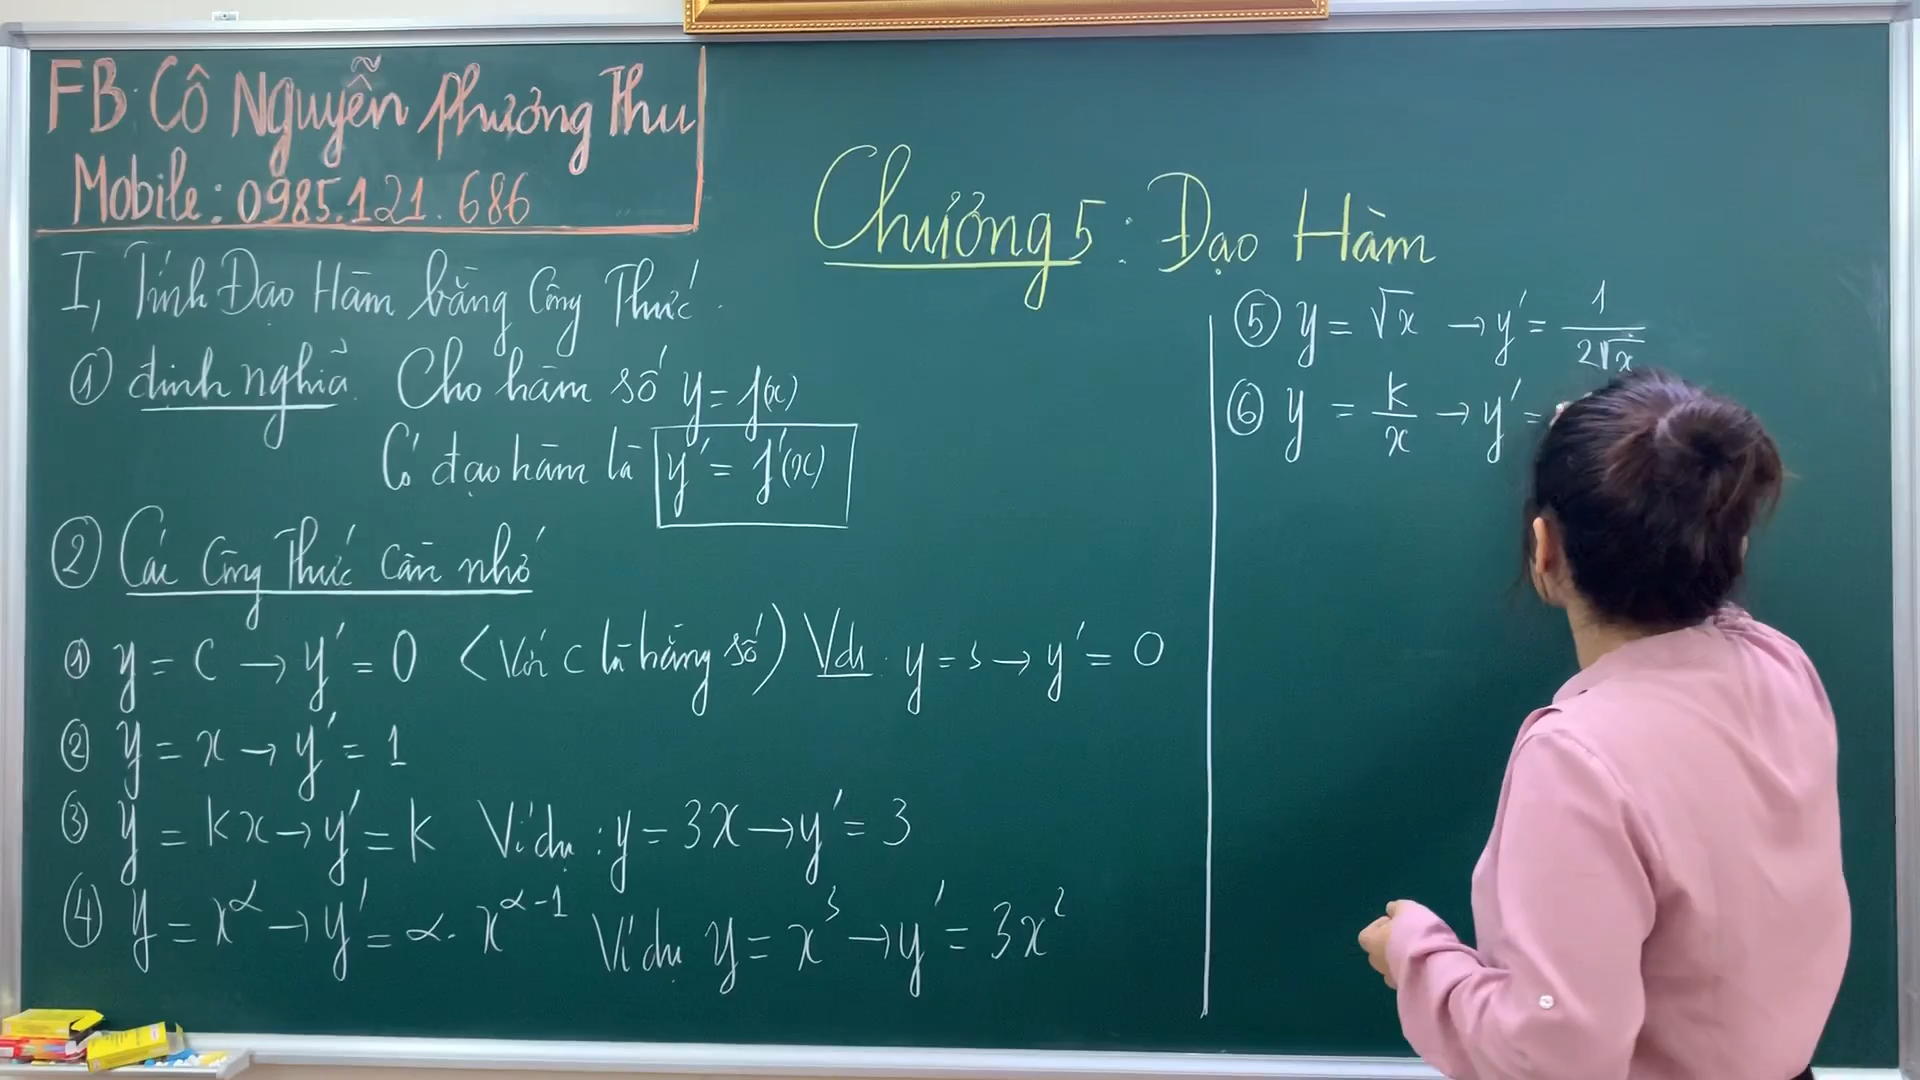 FB: Cô Nguyễn Phương Thu
Mobile: 0985.121.686
Chương 5: Đạo Hàm
I, Tính Đạo Hàm bằng Công Thức.
① định nghĩa. Cho hàm số y = f(x)
Có đạo hàm là y' = f'(x)
② Các Công Thức cần nhớ
① y = C → y' = 0 (Với C là hằng số) Vdụ: y = 3 → y' = 0
② y = x → y' = 1
③ y = kx → y' = k Ví dụ: y = 3x → y' = 3
④ y = x^α → y' = α. x^(α-1) Ví dụ y = x³ → y' = 3x²
⑤ y = √x → y' = 1/(2√x)
⑥ y = k/x → y' =